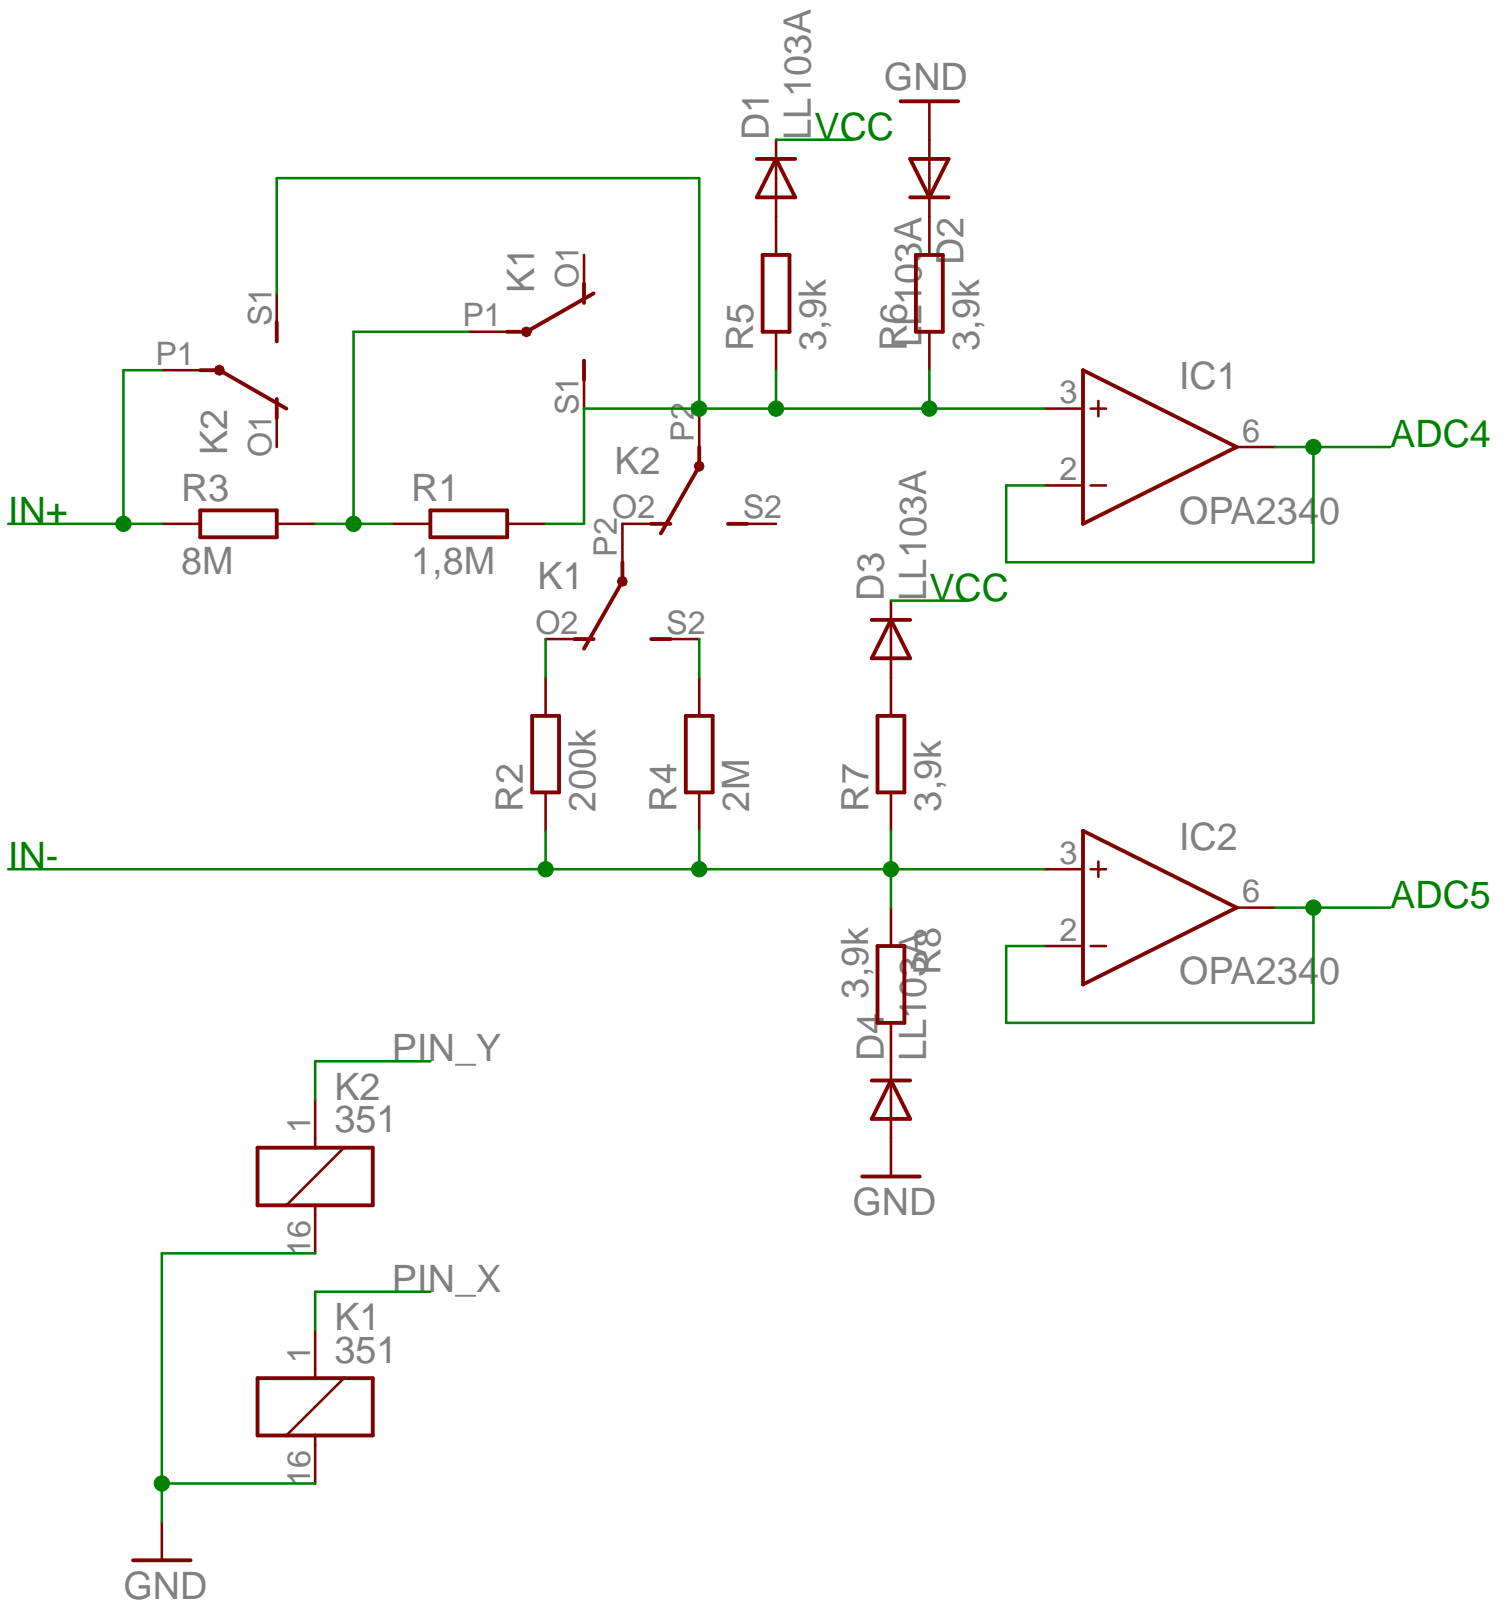 GND
D1
LL103A
VCC
S1
K1
O1
P1
R5
3,9k
R6
LL103A
D2
3,9k
P1
K2
O1
S1
P2
K2
IC1
3
+
2
−
6
ADC4
OPA2340
IN+
R3
8M
R1
1,8M
O2
S2
P2
K1
O2
S2
D3
LL103A
VCC
R2
200k
R4
2M
R7
3,9k
IN-
IC2
3
+
2
−
6
ADC5
OPA2340
3,9k
R8
D4
LL103A
GND
PIN_Y
K2
351
1
16
PIN_X
K1
351
1
16
GND